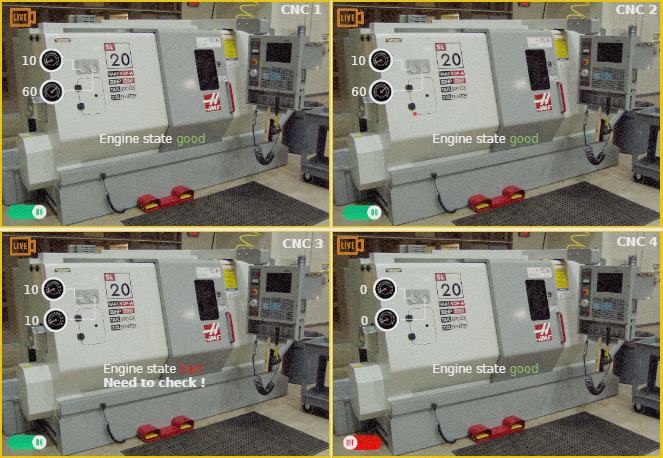 LIVE
CNC 1
10
60
SL
20
HAAS
Engine state good
ON
LIVE
CNC 2
10
60
SL
20
HAAS
Engine state good
ON
LIVE
CNC 3
10
10
SL
20
HAAS
Engine state bad
Need to check !
ON
LIVE
CNC 4
0
0
SL
20
HAAS
Engine state good
OFF